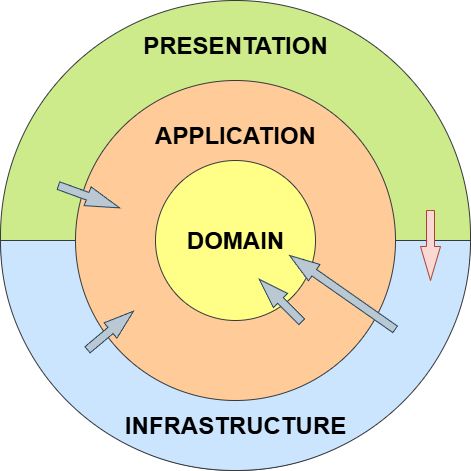 PRESENTATION
APPLICATION
DOMAIN
INFRASTRUCTURE